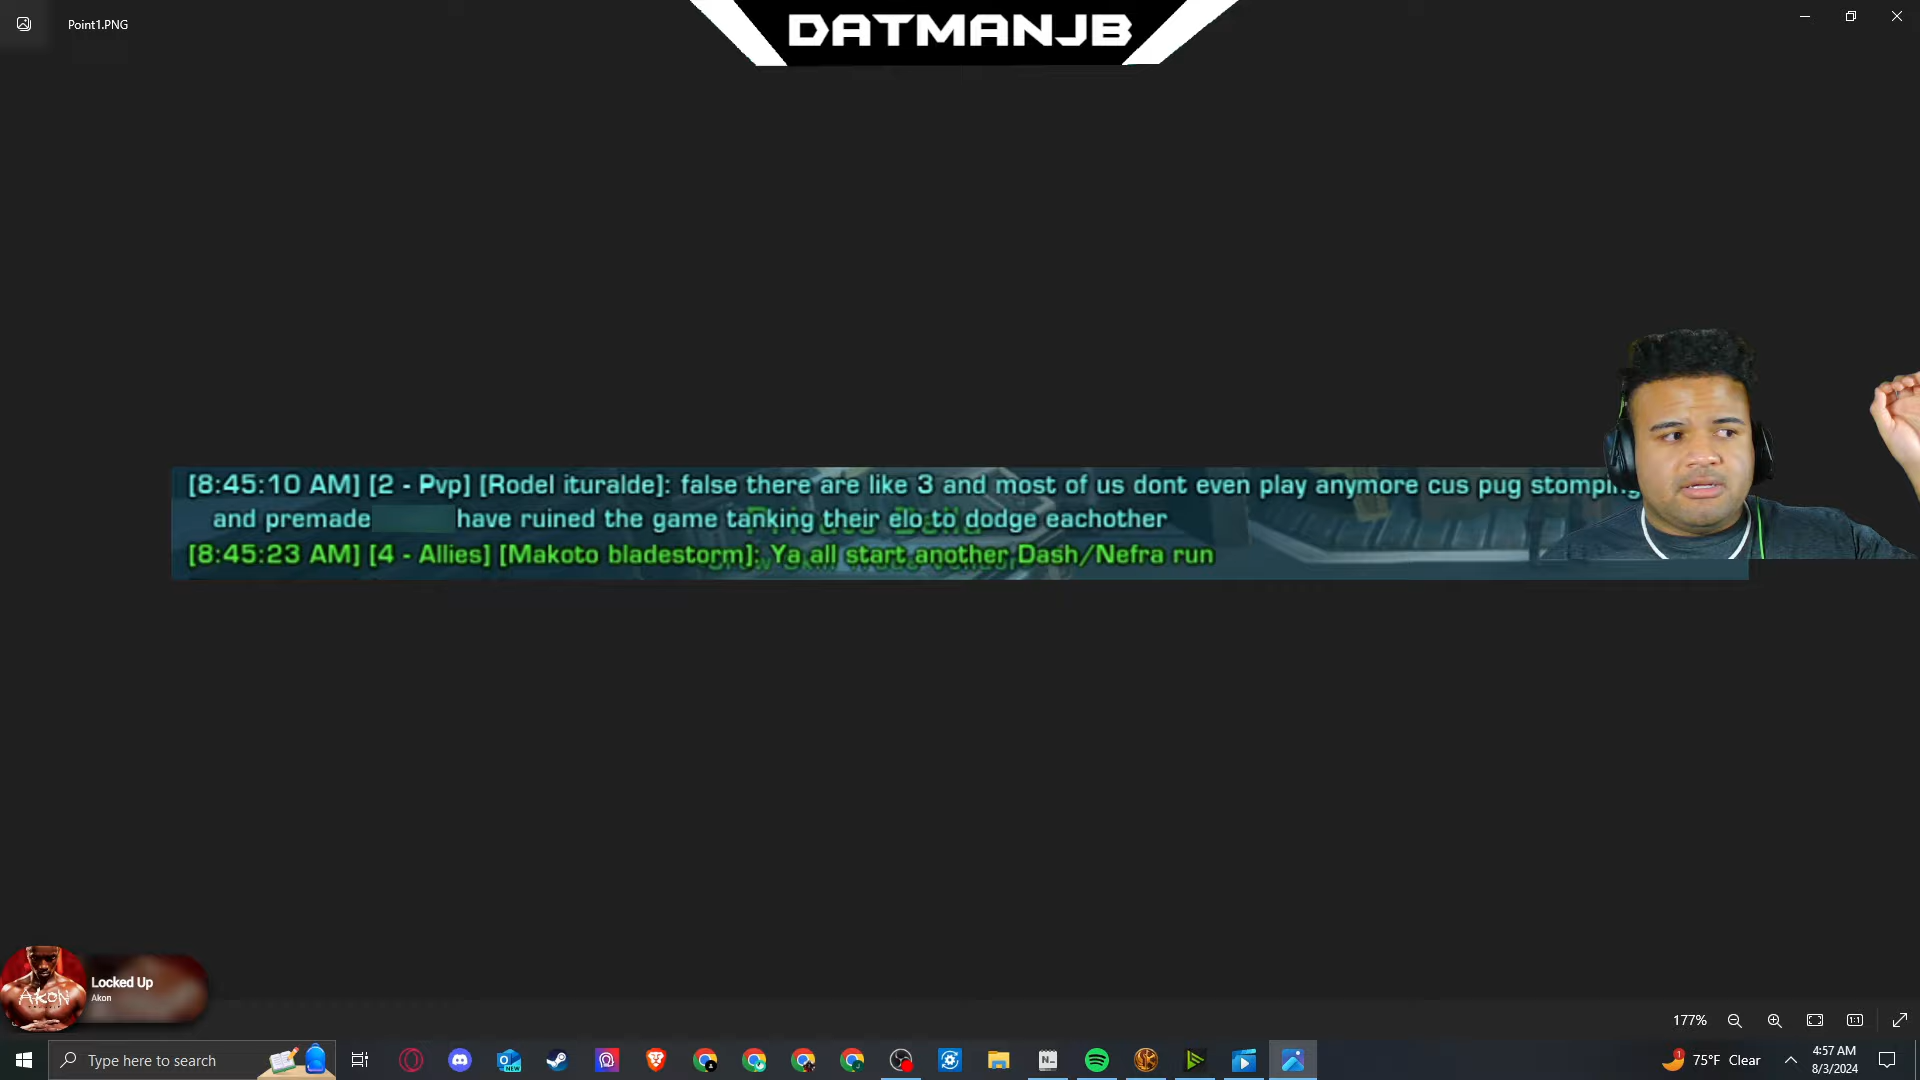 Point1.PNG
DATMANJB
[8:45:10 AM] [2 - Pvp] [Rodel ituralde]: false there are like 3 and most of us dont even play anymore cus pug stomping
and premade have ruined the game tanking their elo to dodge eachother
[8:45:23 AM] [4 - Allies] [Makoto bladestorm]: Ya all start another Dash/Nefra run
AKON
Locked Up
Akon
177%
Type here to search
NEW
75°F Clear
4:57 AM
8/3/2024